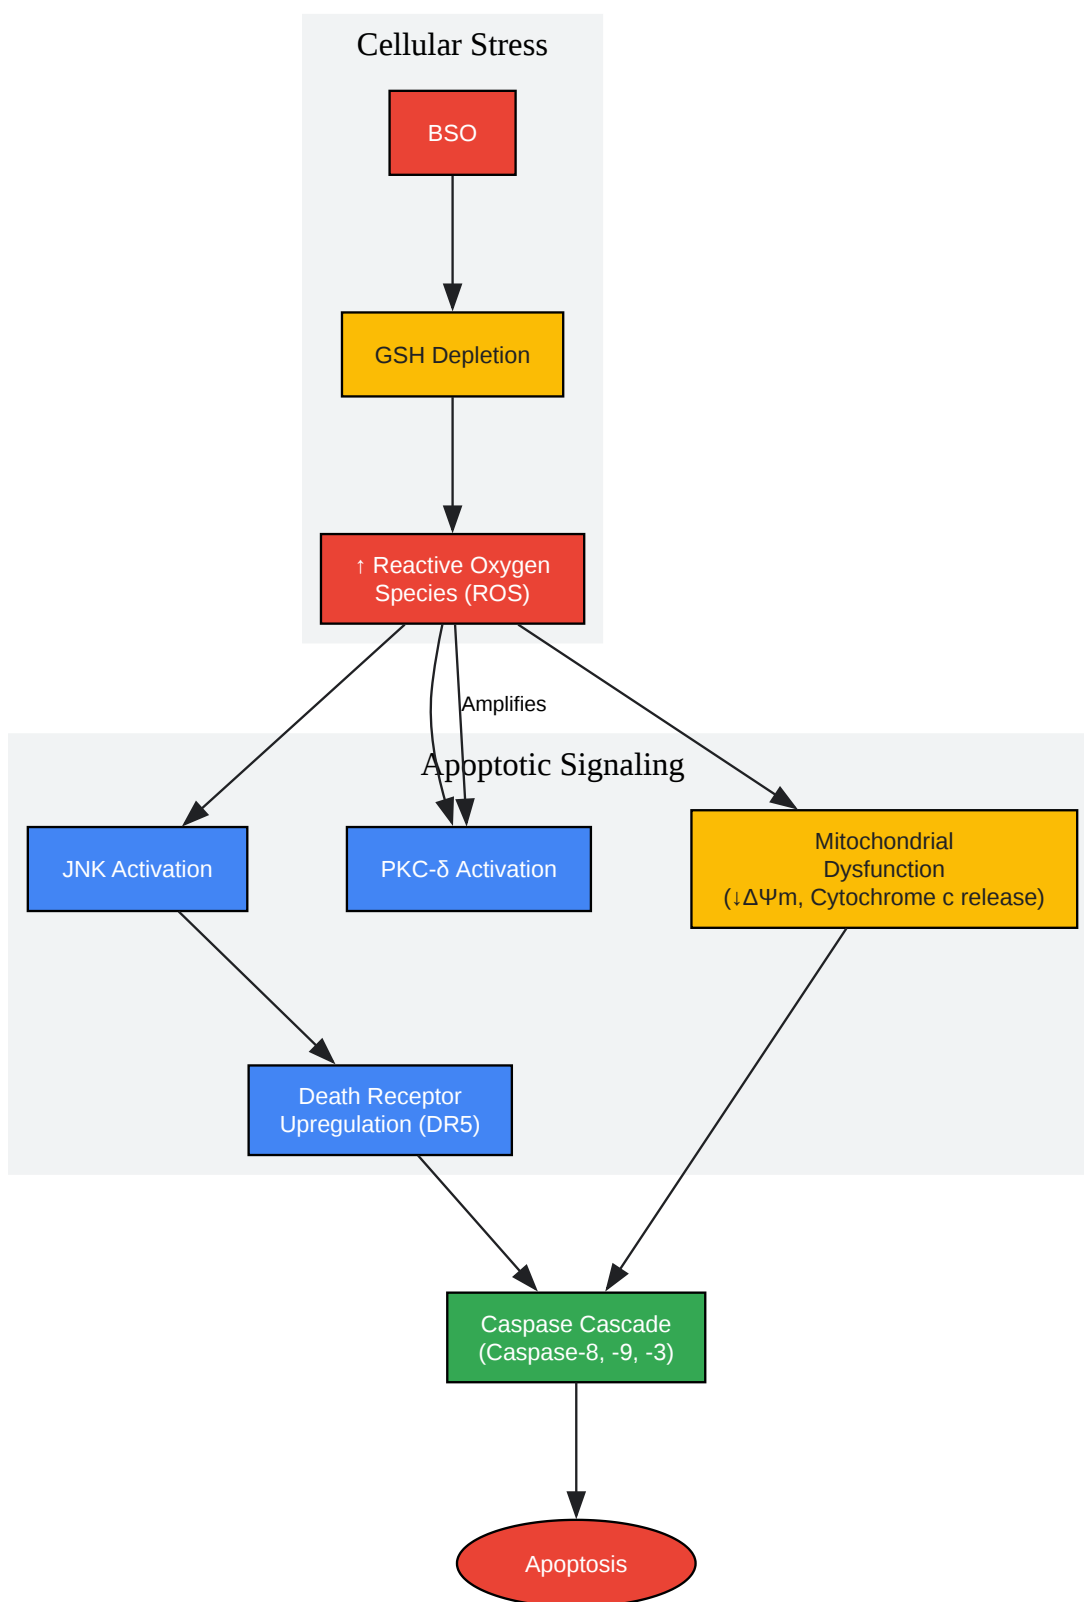 Cellular Stress
BSO
GSH Depletion
↑ Reactive Oxygen
Species (ROS)
Amplifies
Apoptotic Signaling
JNK Activation
PKC-δ Activation
Mitochondrial
Dysfunction
(↓ΔΨm, Cytochrome c release)
Death Receptor
Upregulation (DR5)
Caspase Cascade
(Caspase-8, -9, -3)
Apoptosis